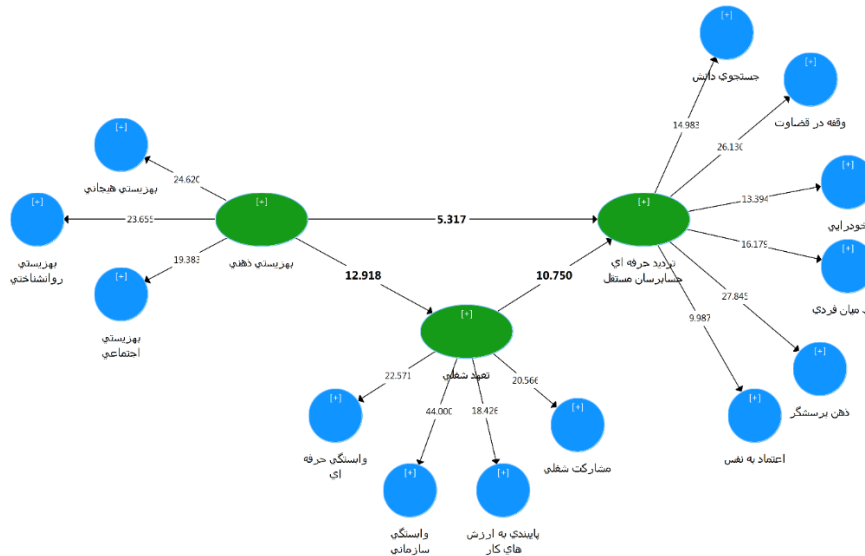 [+]
جستجوي دانش
[+]
وقفه در قضاوت
14.983
26.130
[+]
بهزيستي هيجاني
24.620
[+]
خودرايي
13.394
[+]
بهزيستي
روانشناختي
23.655
[+]
بهزيستي ذهني
5.317
[+]
ترديد حرفه اي
حسابرسان مستقل
16.179
[+]
ميان فردي
19.383
[+]
بهزيستي
اجتماعي
12.918
10.750
27.845
9.987
[+]
تعهد شغلي
[+]
ذهن پرسشگر
22.571
44.000
18.426
20.566
[+]
وابستگي حرفه
اي
[+]
مشاركت شغلي
[+]
اعتماد به نفس
[+]
وابستگي
سازماني
[+]
پايبندي به ارزش
هاي كار